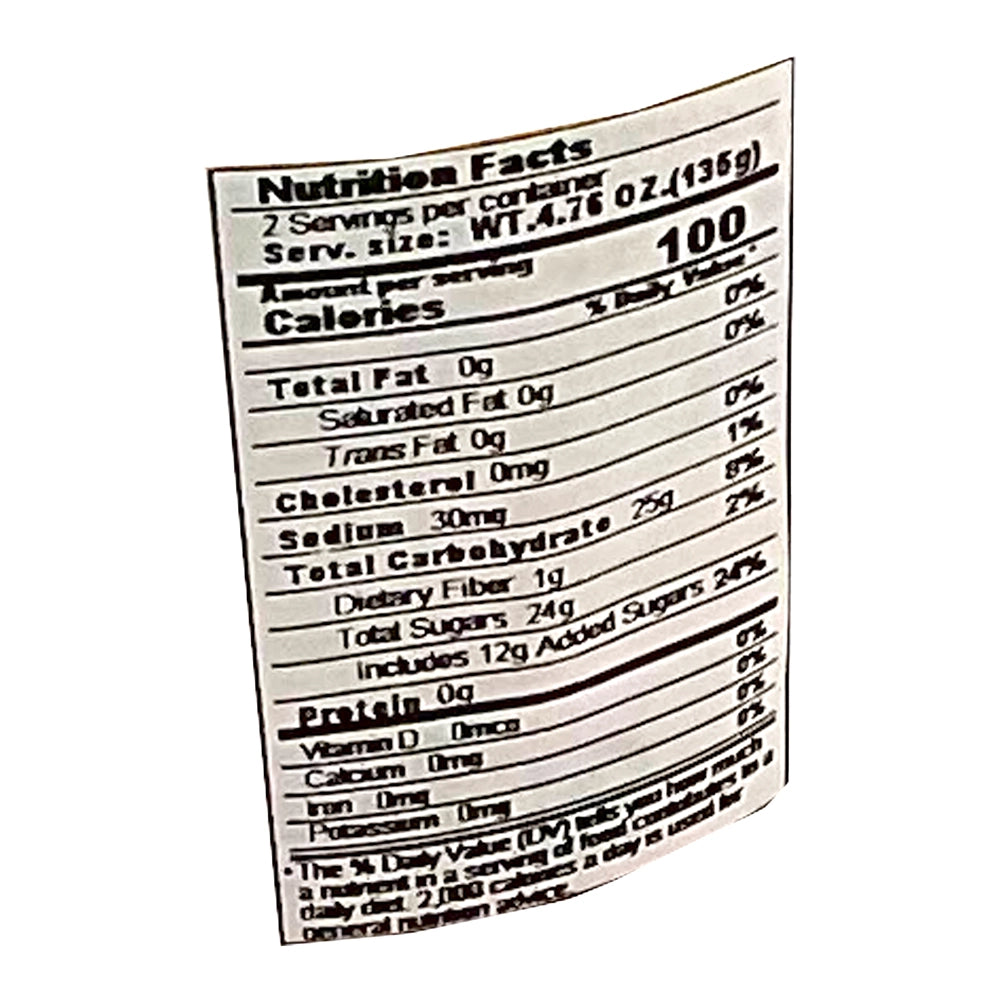 Nutrition Facts
2 Servings per container
Serv. size: WT.4.76 OZ.(135g)
Amount per serving
Calories 100
% Daily Value*
Total Fat 0g 0%
Saturated Fat 0g 0%
Trans Fat 0g
Cholesterol 0mg 0%
Sodium 30mg 1%
Total Carbohydrate 25g 8%
Dietary Fiber 1g 2%
Total Sugars 24g
Includes 12g Added Sugars 24%
Protein 0g
Vitamin D 0mcg 0%
Calcium 0mg 0%
Iron 0mg 0%
Potassium 0mg 0%
*The % Daily Value (DV) tells you how much
a nutrient in a serving of food contributes to a
daily diet. 2,000 calories a day is used for
general nutrition advice.